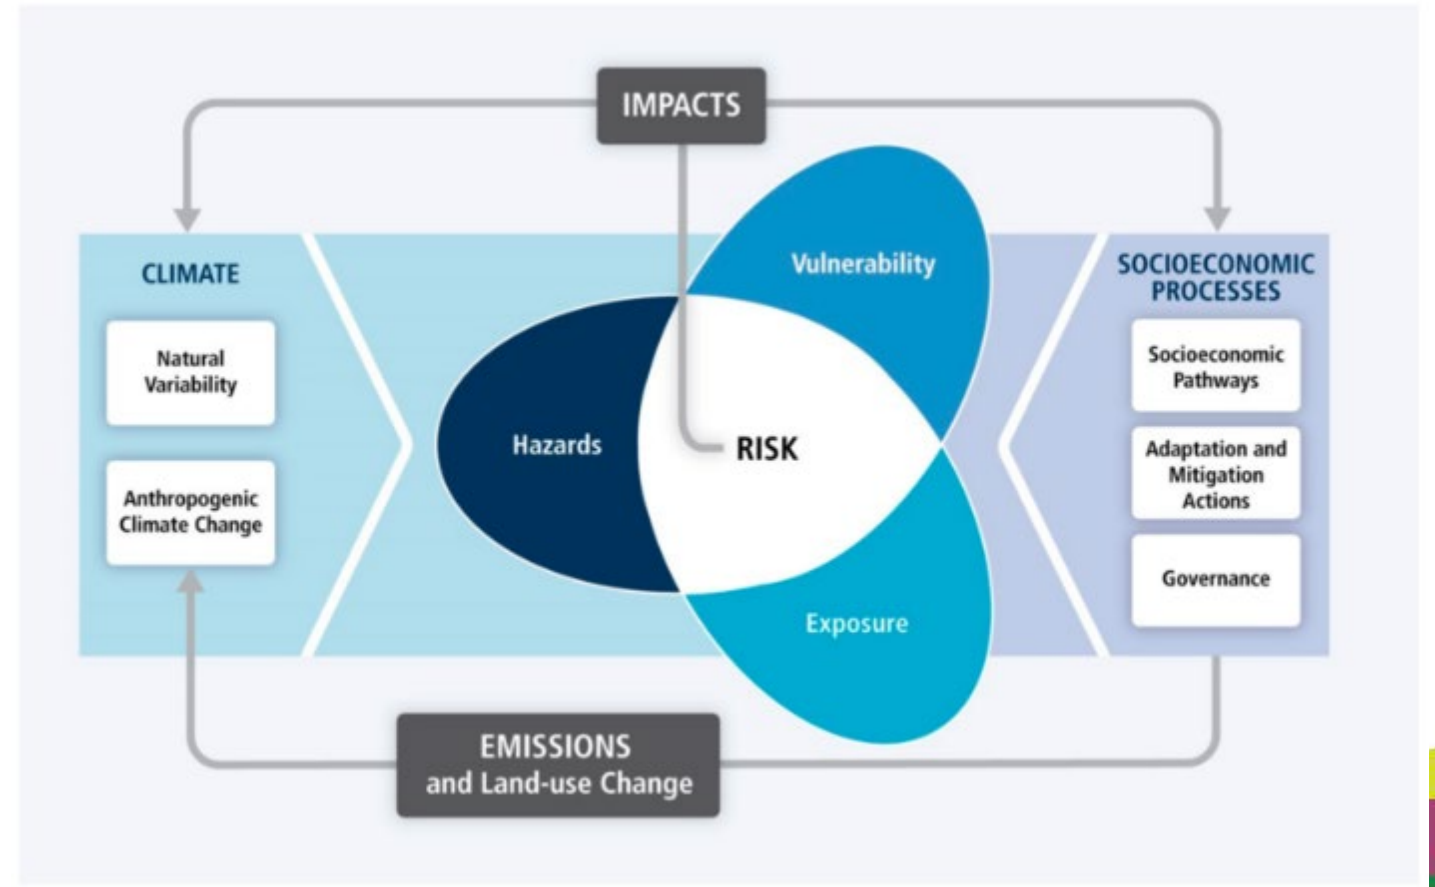 IMPACTS
CLIMATE
Natural
Variability
Anthropogenic
Climate Change
Vulnerability
Hazards
RISK
Exposure
SOCIOECONOMIC
PROCESSES
Socioeconomic
Pathways
Adaptation and
Mitigation
Actions
Governance
EMISSIONS
and Land-use Change